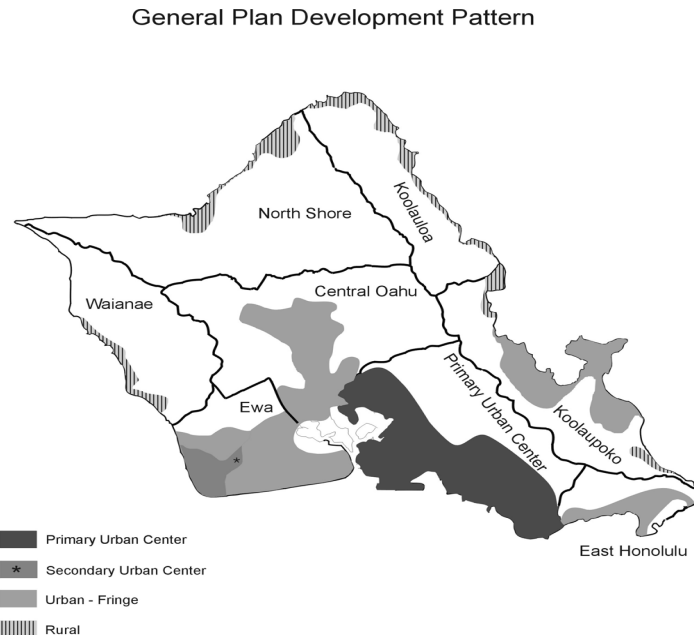 General Plan Development Pattern
North Shore
Koolauloa
Waianae
Central Oahu
Ewa
*
Primary Urban Center
Koolaupoko
East Honolulu
Primary Urban Center
* Secondary Urban Center
Urban - Fringe
Rural